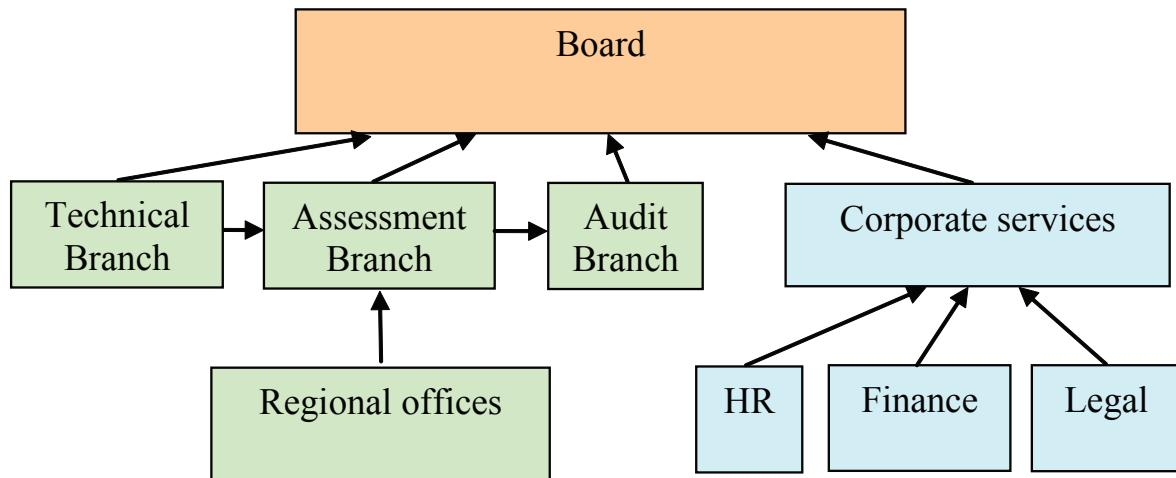 Board
Technical
Branch
Assessment
Branch
Audit
Branch
Corporate services
Regional offices
HR
Finance
Legal